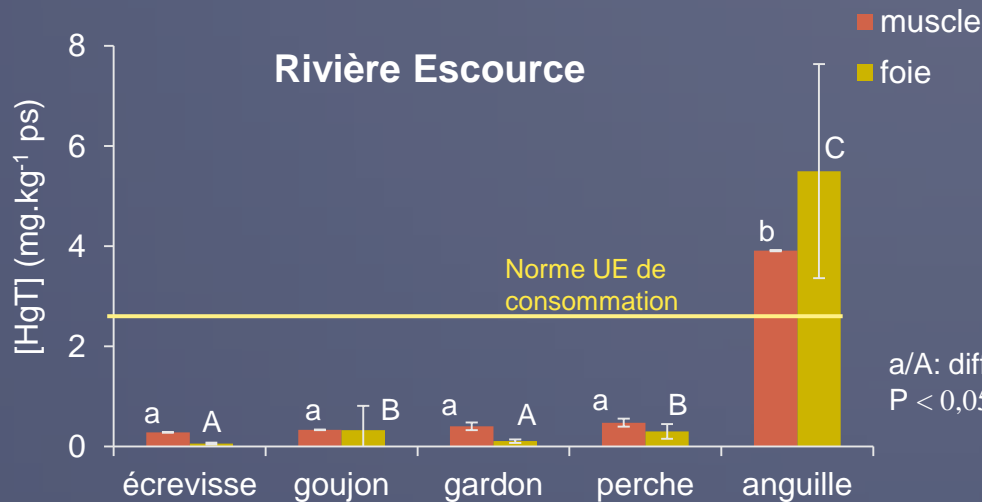 Rivière Escource
muscle
foie
[HgT] (mg.kg-1 ps)
8
6
4
2
0
Norme UE de
consommation
a A a B a A a B b C
a/A: diff
P < 0,05
écrevisse goujon gardon perche anguille